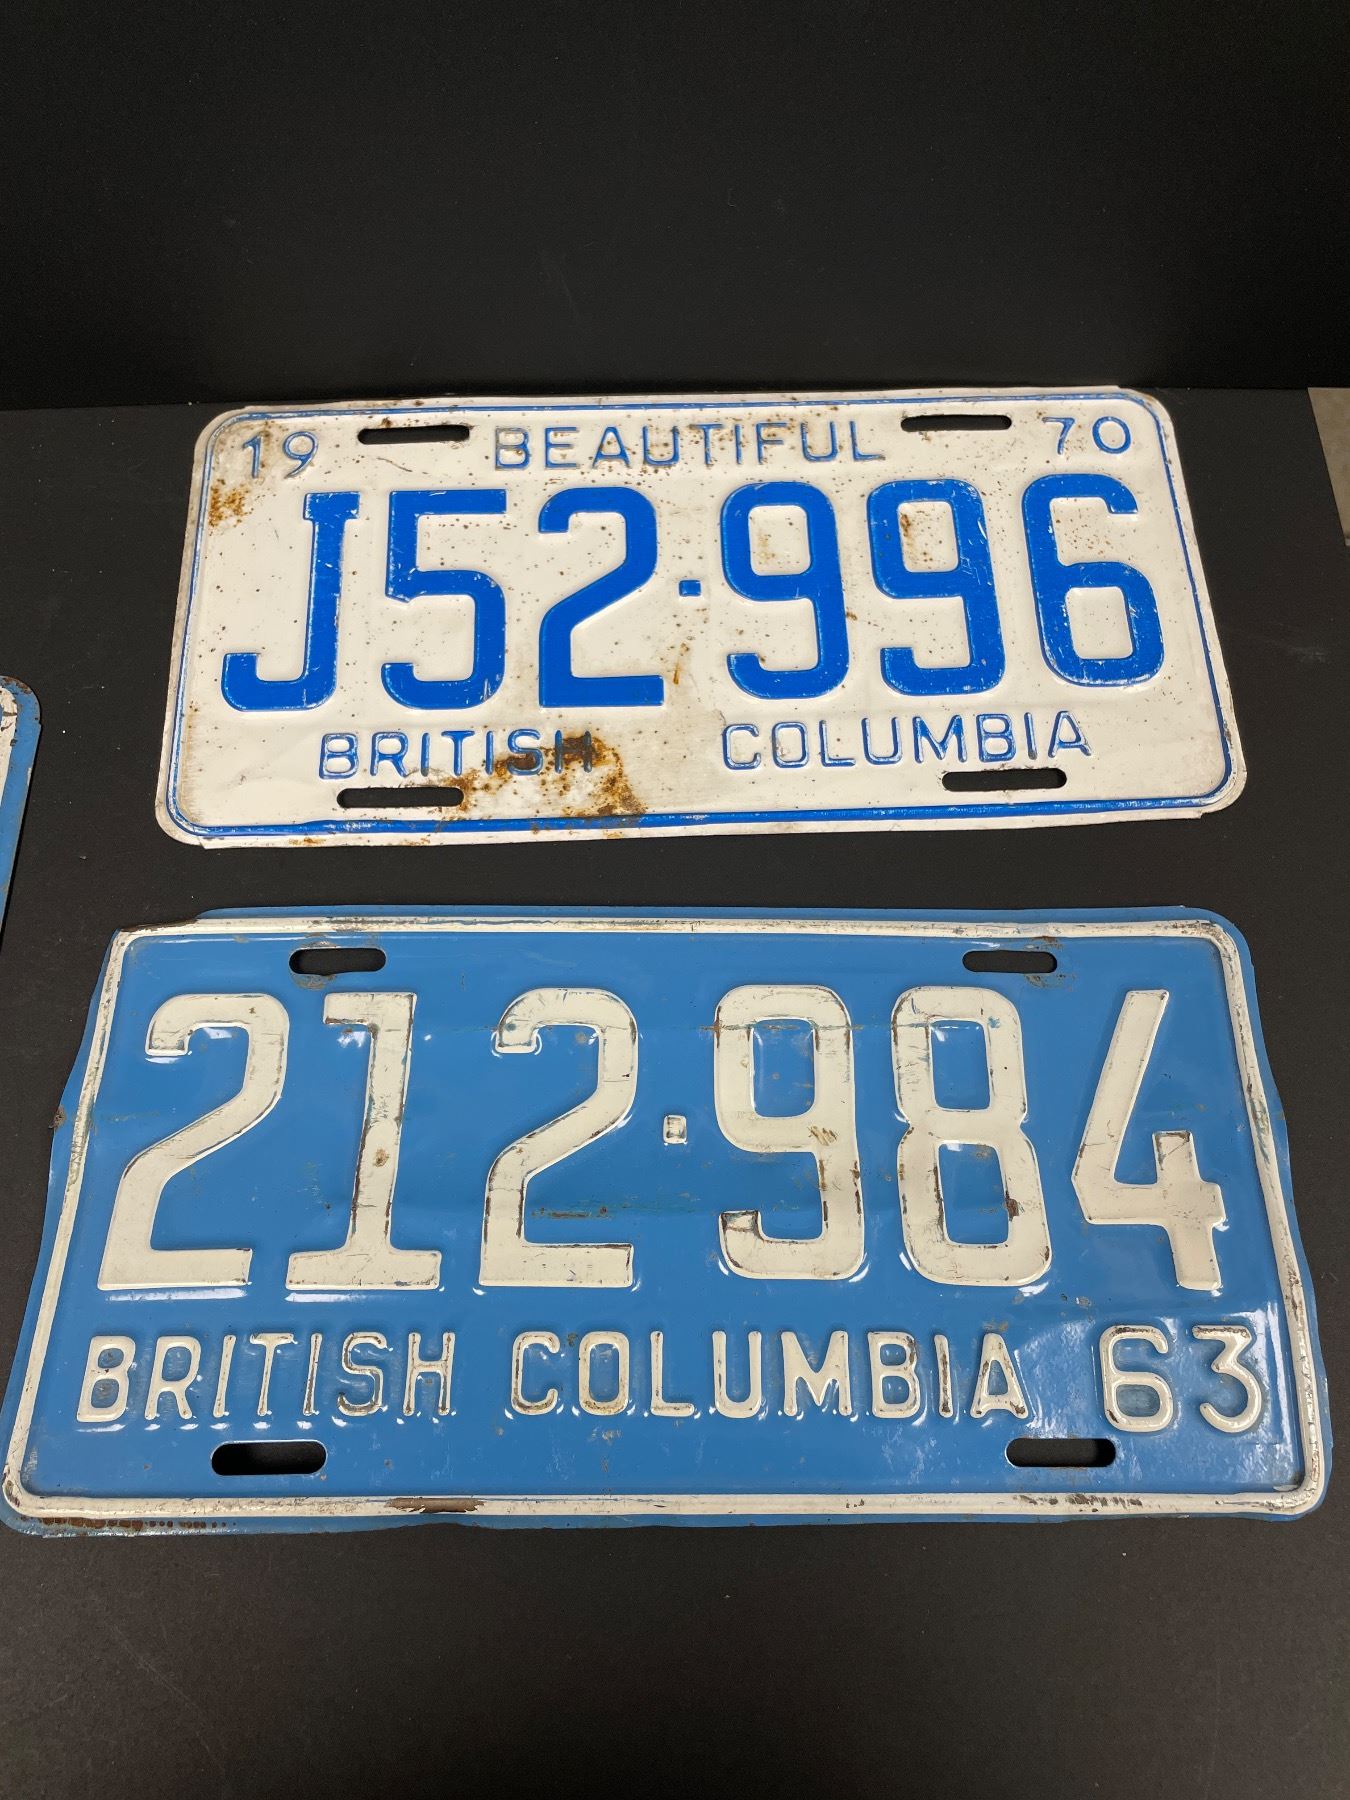 19 BEAUTIFUL 70
J52·996
BRITISH COLUMBIA
212·984
BRITISH COLUMBIA 63